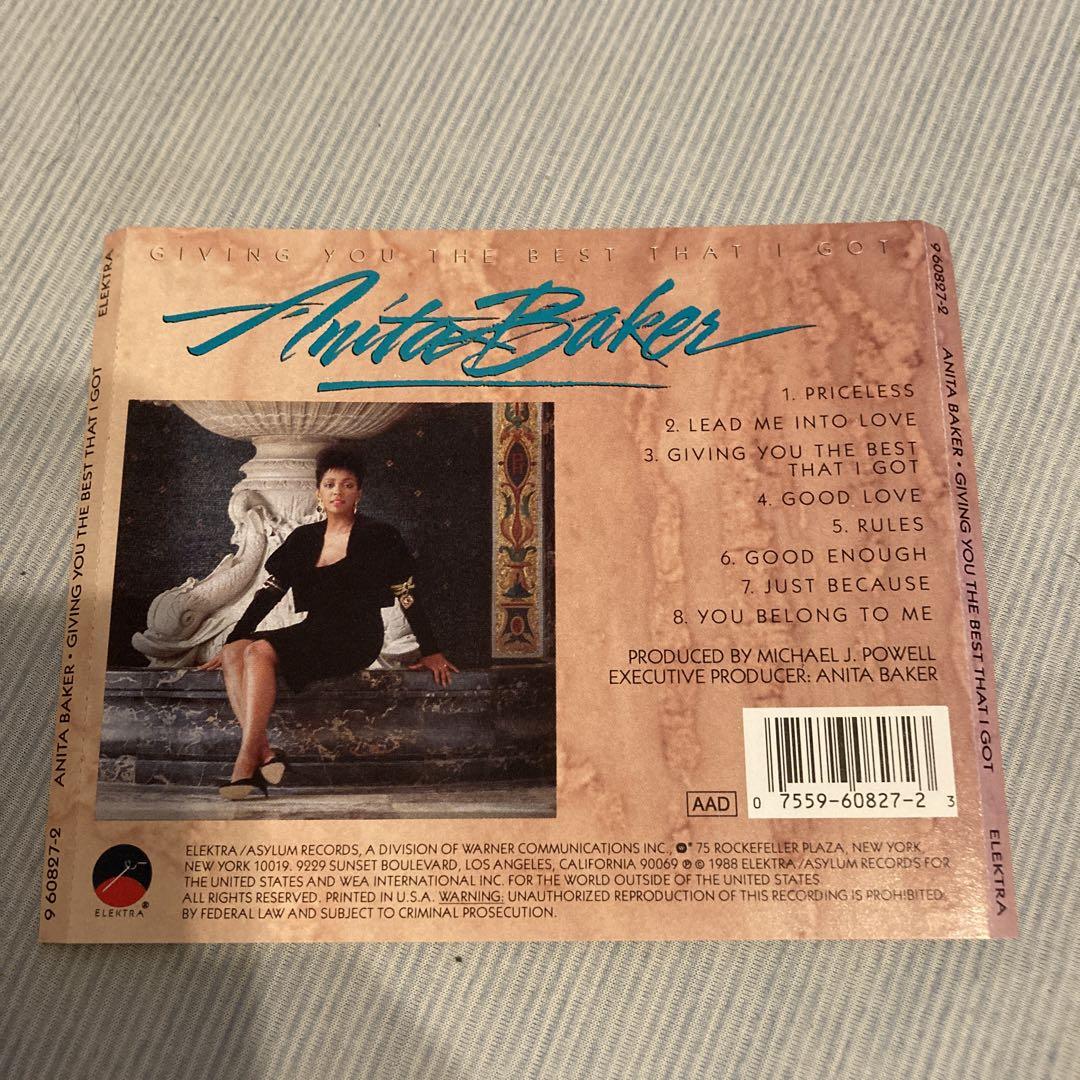 GIVING YOU THE BEST THAT I GOT
Anita Baker
1. PRICELESS
2. LEAD ME INTO LOVE
3. GIVING YOU THE BEST
THAT I GOT
4. GOOD LOVE
5. RULES
6. GOOD ENOUGH
7. JUST BECAUSE
8. YOU BELONG TO ME
PRODUCED BY MICHAEL J. POWELL
EXECUTIVE PRODUCER: ANITA BAKER
AAD
0 7559-60827-2 3
ELEKTRA/ASYLUM RECORDS, A DIVISION OF WARNER COMMUNICATIONS INC., 75 ROCKEFELLER PLAZA, NEW YORK,
NEW YORK 10019. 9229 SUNSET BOULEVARD, LOS ANGELES, CALIFORNIA 90069 ℗ © 1988 ELEKTRA/ASYLUM RECORDS FOR
THE UNITED STATES AND WEA INTERNATIONAL INC. FOR THE WORLD OUTSIDE OF THE UNITED STATES.
ALL RIGHTS RESERVED. PRINTED IN U.S.A. WARNING: UNAUTHORIZED REPRODUCTION OF THIS RECORDING IS PROHIBITED
BY FEDERAL LAW AND SUBJECT TO CRIMINAL PROSECUTION.
ELEKTRA®
9 60827-2 ANITA BAKER • GIVING YOU THE BEST THAT I GOT ELEKTRA
9 60827-2 ANITA BAKER • GIVING YOU THE BEST THAT I GOT ELEKTRA